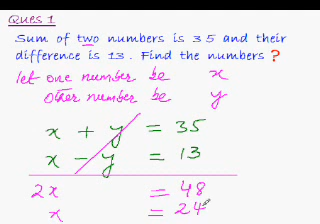 Ques 1
Sum of two numbers is 35 and their
difference is 13. Find the numbers ?
let one number be x
other number be y
x + y = 35
x - y = 13
2x = 48
x = 24